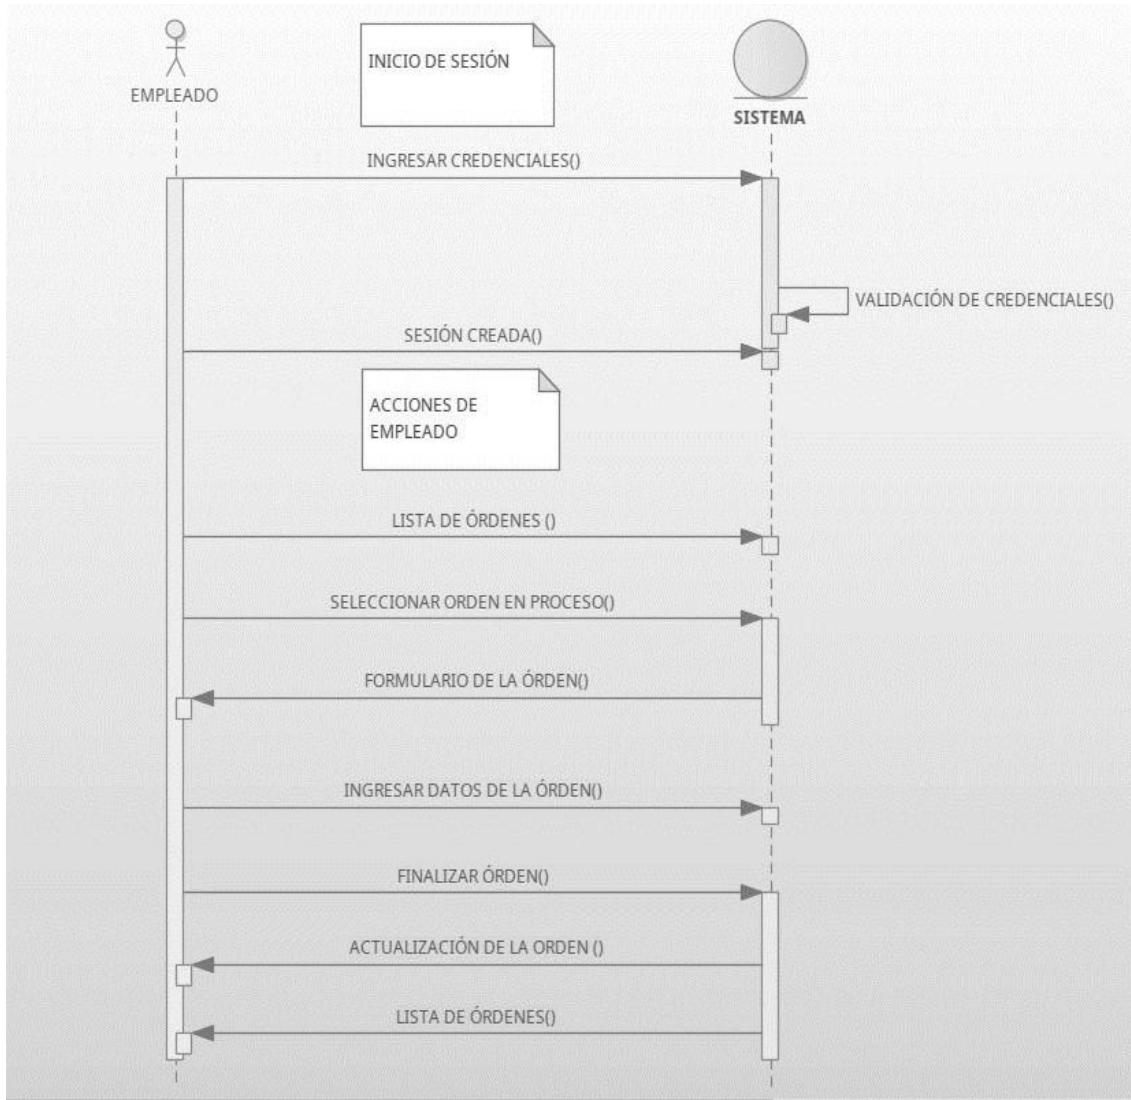 INICIO DE SESIÓN
EMPLEADO
SISTEMA
INGRESAR CREDENCIALES()
VALIDACIÓN DE CREDENCIALES()
SESIÓN CREADA()
ACCIONES DE
EMPLEADO
LISTA DE ÓRDENES ()
SELECCIONAR ORDEN EN PROCESO()
FORMULARIO DE LA ÓRDEN()
INGRESAR DATOS DE LA ÓRDEN()
FINALIZAR ÓRDEN()
ACTUALIZACIÓN DE LA ORDEN ()
LISTA DE ÓRDENES()